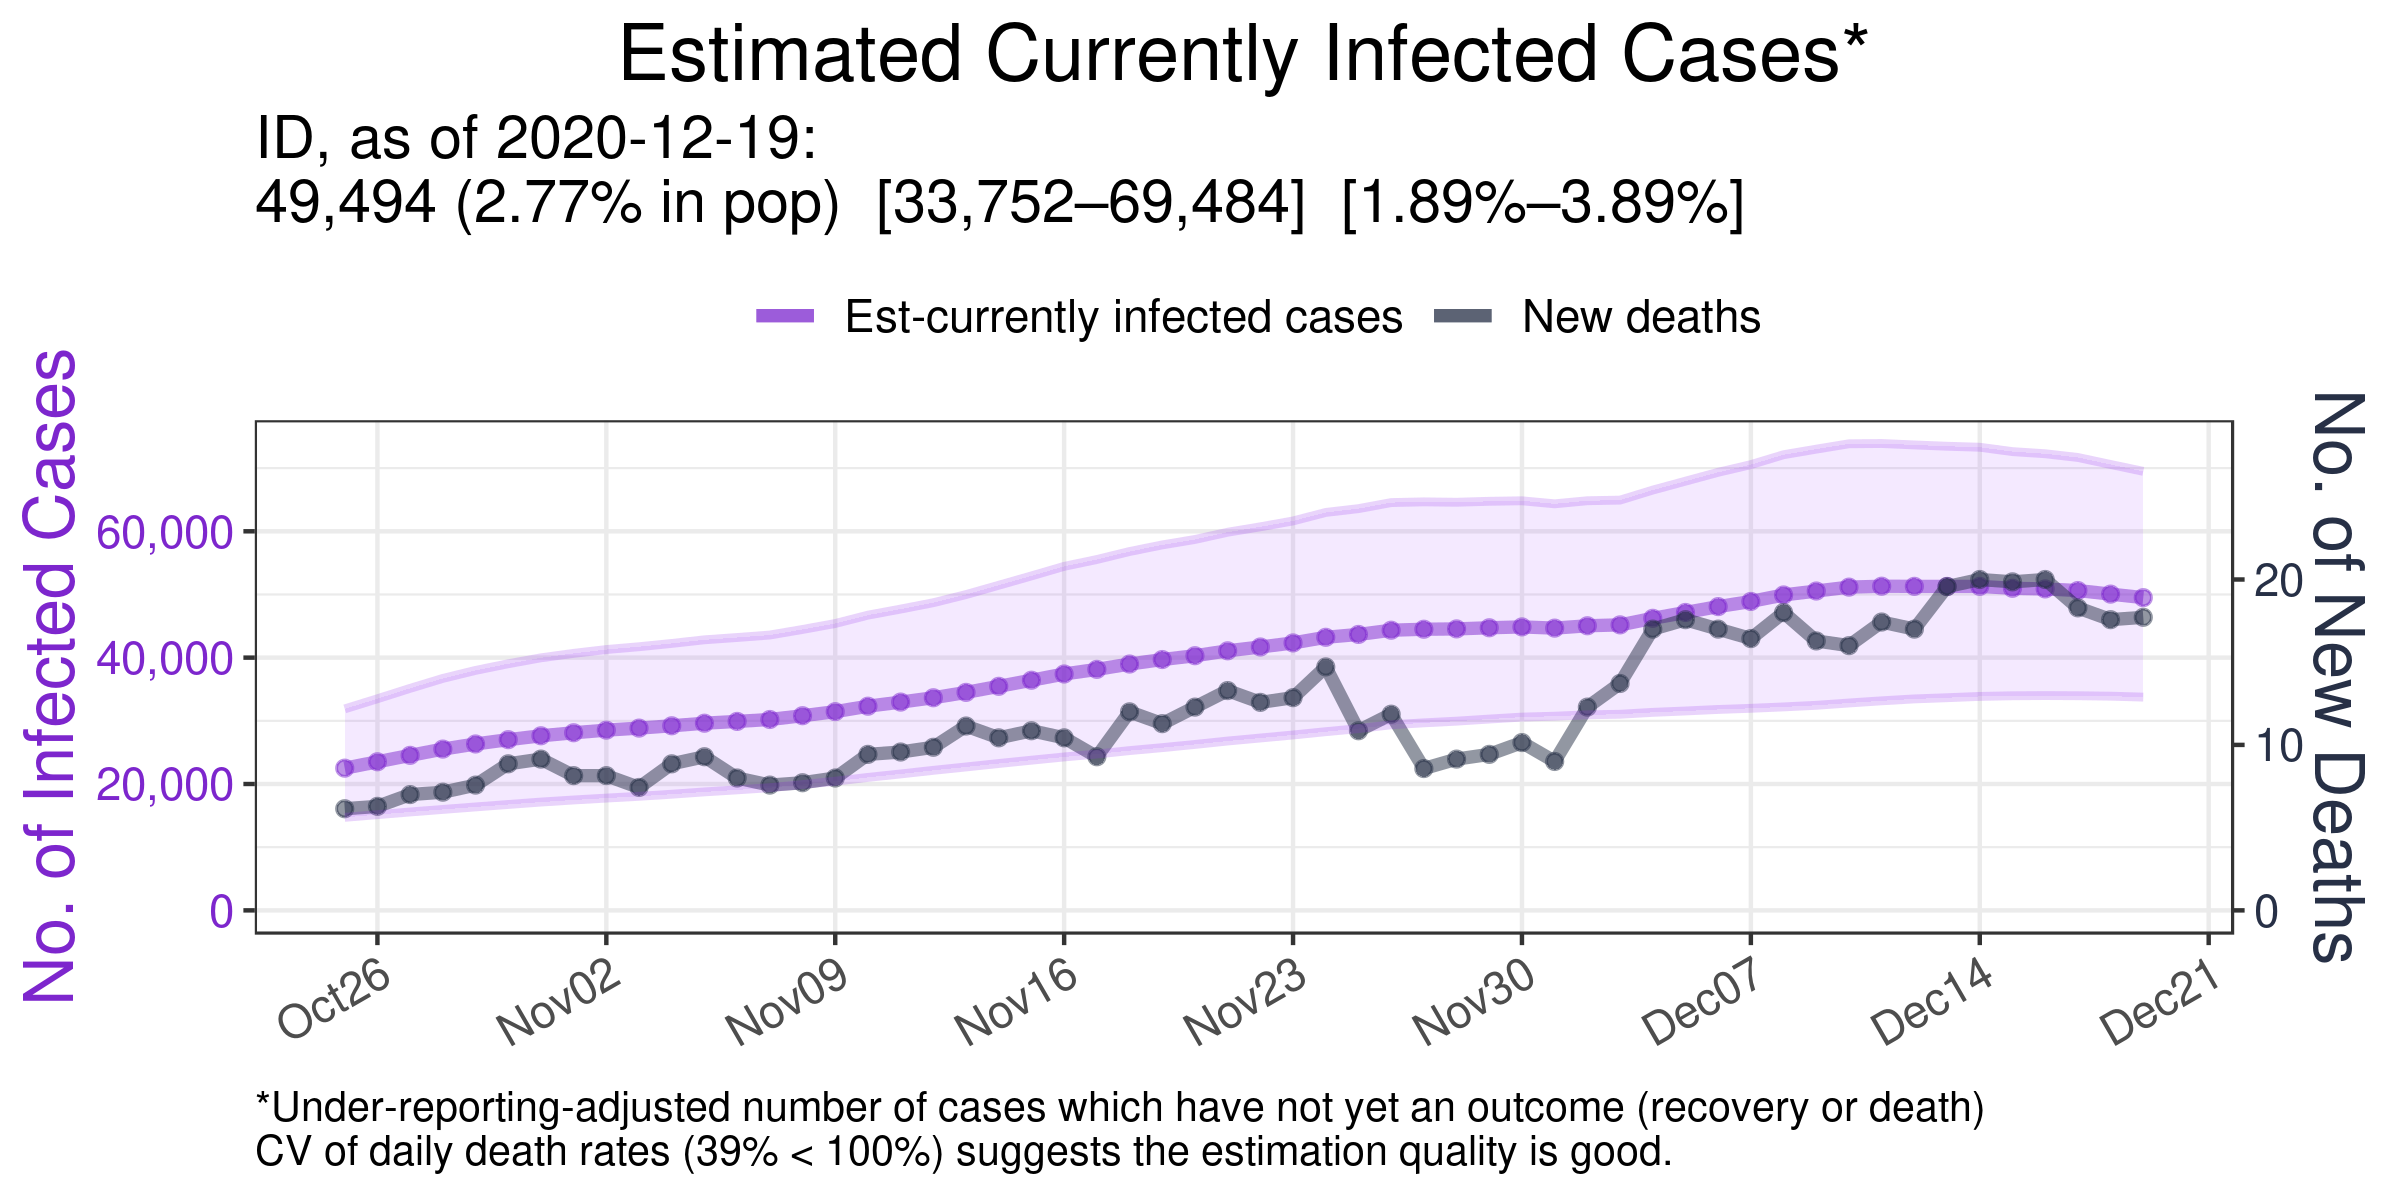 Estimated Currently Infected Cases*
ID, as of 2020-12-19:
49,494 (2.77% in pop)  [33,752–69,484]  [1.89%–3.89%]
Est-currently infected cases
New deaths
No. of Infected Cases
60,000
40,000
20,000
0
No. of New Deaths
20
10
0
Oct26
Nov02
Nov09
Nov16
Nov23
Nov30
Dec07
Dec14
Dec21
*Under-reporting-adjusted number of cases which have not yet an outcome (recovery or death)
CV of daily death rates (39% < 100%) suggests the estimation quality is good.